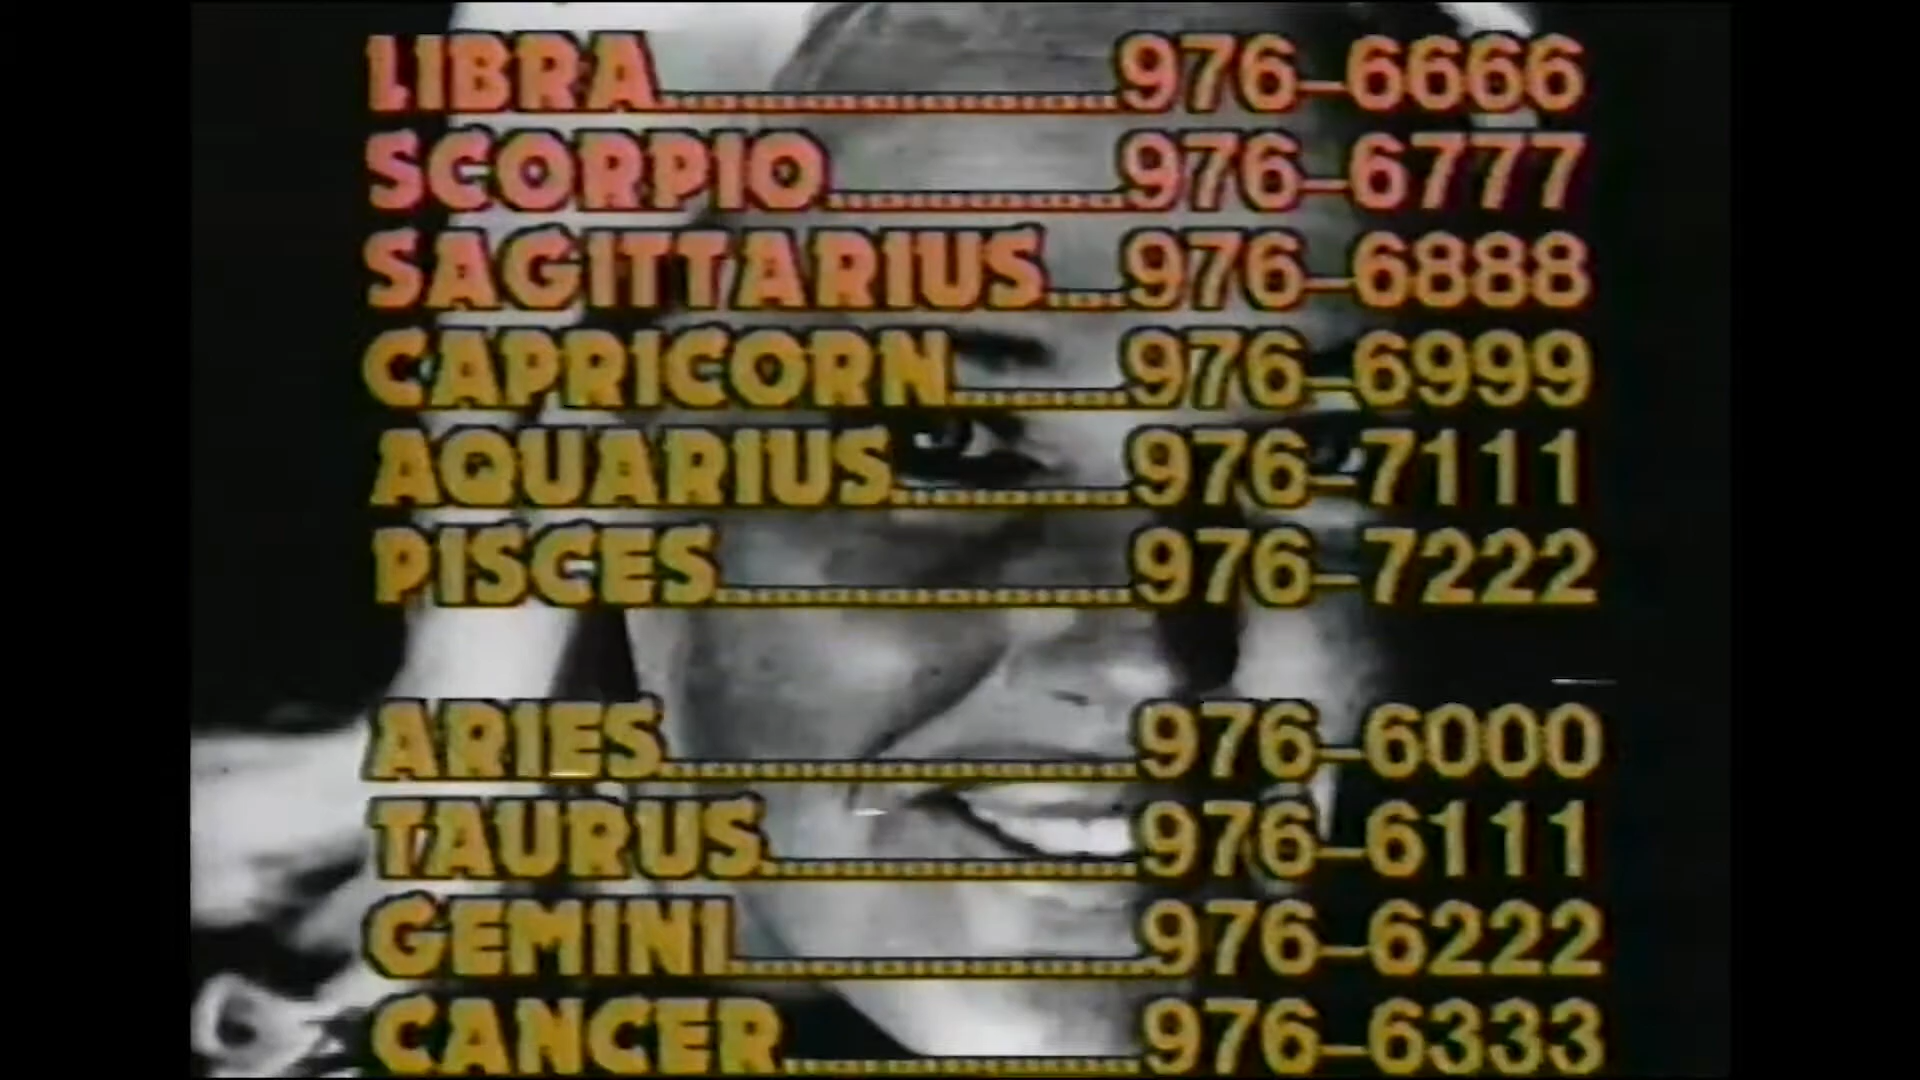 LIBRA..................976-6666
SCORPIO............976-6777
SAGITTARIUS...976-6888
CAPRICORN.......976-6999
AQUARIUS.........976-7111
PISCES................976-7222
ARIES..................976-6000
TAURUS..............976-6111
GEMINI................976-6222
CANCER..............976-6333